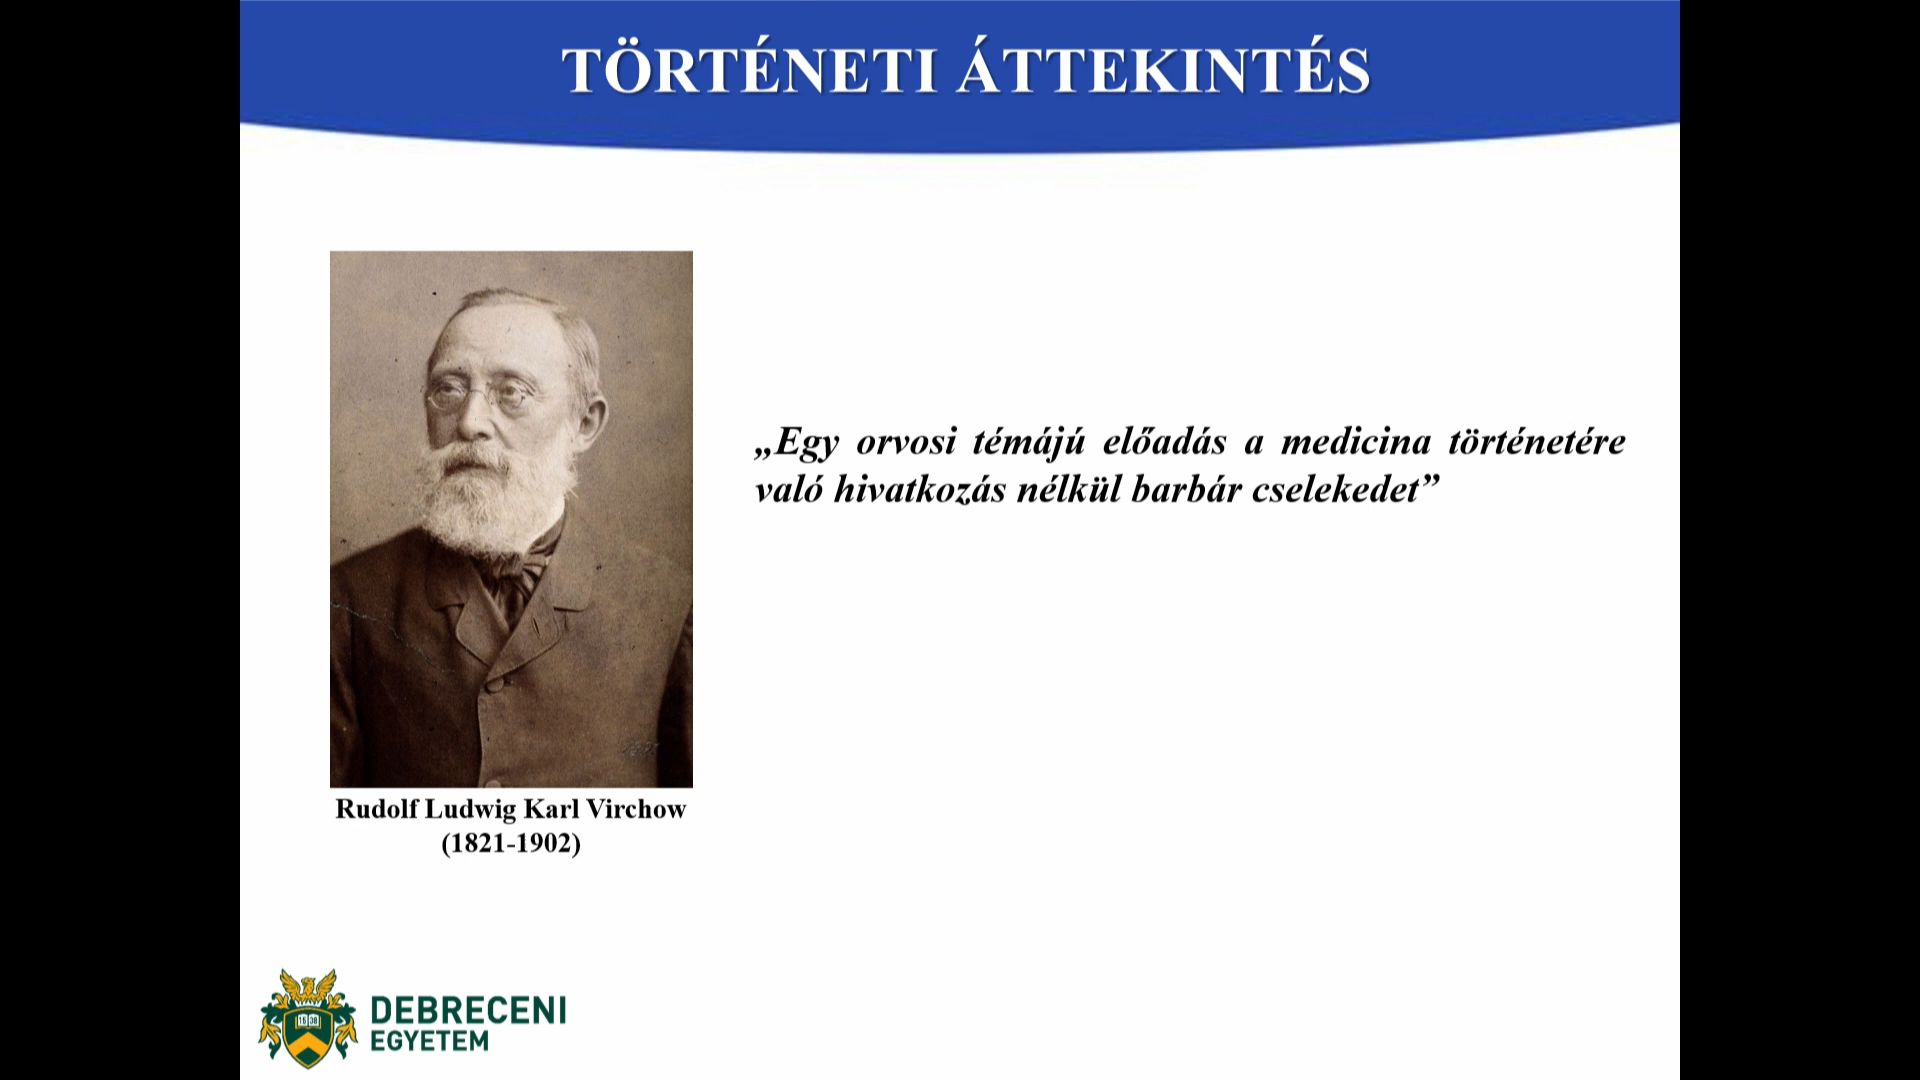 TÖRTÉNETI ÁTTEKINTÉS
„Egy orvosi témájú előadás a medicina történetére
való hivatkozás nélkül barbár cselekedet”
Rudolf Ludwig Karl Virchow
(1821-1902)
1538
DEBRECENI
EGYETEM